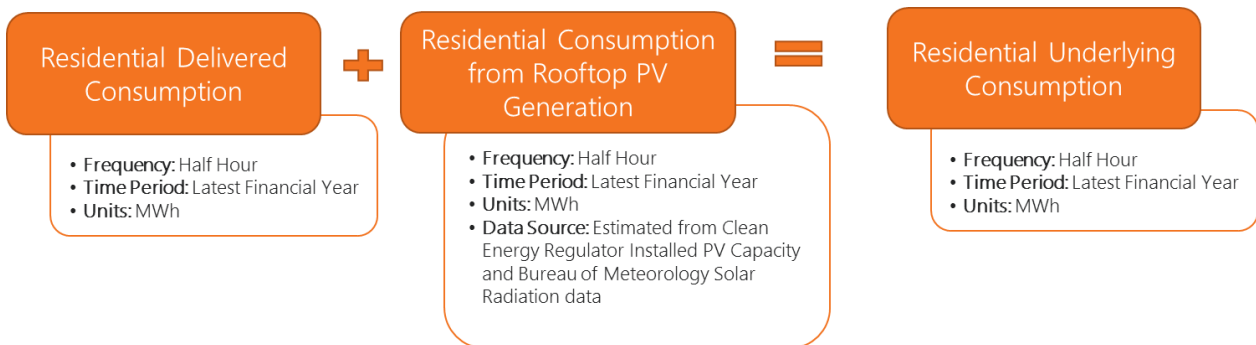 Residential Delivered
Consumption
• Frequency: Half Hour
• Time Period: Latest Financial Year
• Units: MWh
+
Residential Consumption
from Rooftop PV
Generation
• Frequency: Half Hour
• Time Period: Latest Financial Year
• Units: MWh
• Data Source: Estimated from Clean
Energy Regulator Installed PV Capacity
and Bureau of Meteorology Solar
Radiation data
=
Residential Underlying
Consumption
• Frequency: Half Hour
• Time Period: Latest Financial Year
• Units: MWh